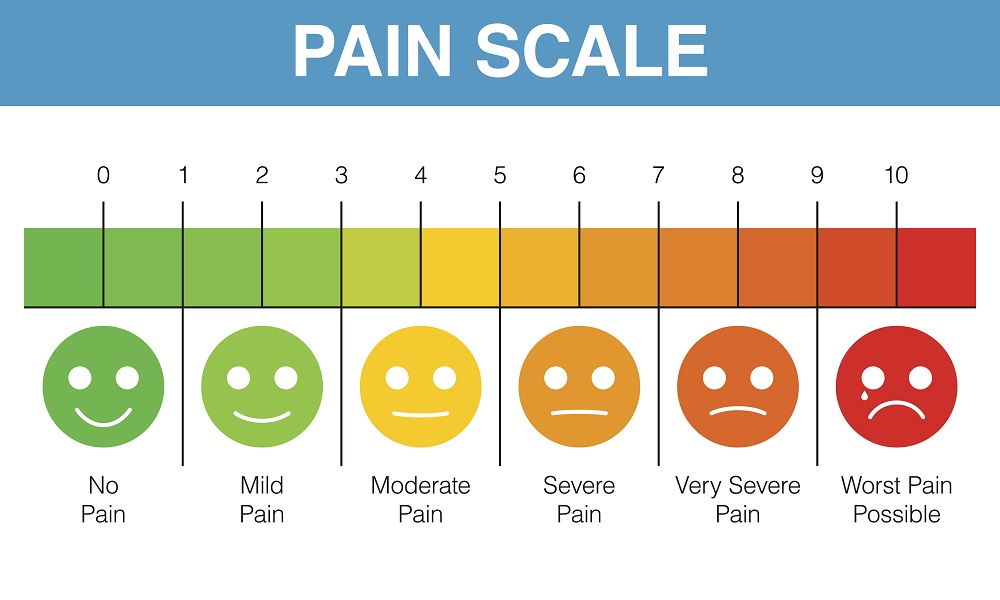 PAIN SCALE
0 1 2 3 4 5 6 7 8 9 10
No Pain
Mild Pain
Moderate Pain
Severe Pain
Very Severe Pain
Worst Pain Possible